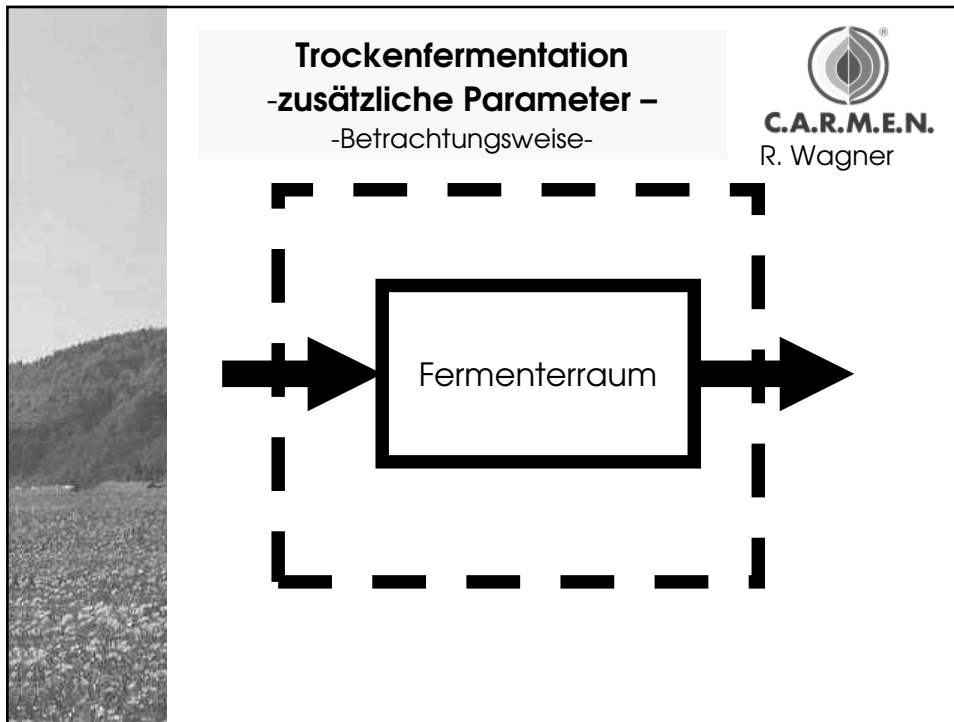 Trockenfermentation
-zusätzliche Parameter –
-Betrachtungsweise-
®
C.A.R.M.E.N.
R. Wagner
Fermenterraum